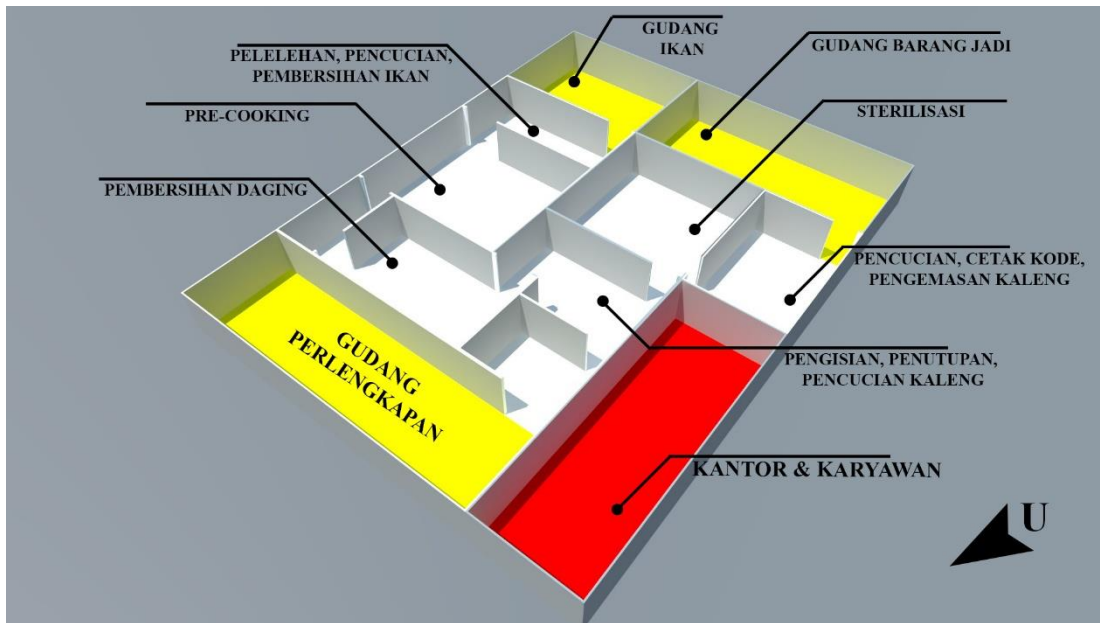 GUDANG
IKAN
GUDANG BARANG JADI
PELELEHAN, PENCUCIAN,
PEMBERSIHAN IKAN
PRE-COOKING
STERILISASI
PEMBERSIHAN DAGING
PENCUCIAN, CETAK KODE,
PENGEMASAN KALENG
GUDANG
PERLENGKAPAN
PENGISIAN, PENUTUPAN,
PENCUCIAN KALENG
KANTOR & KARYAWAN
U